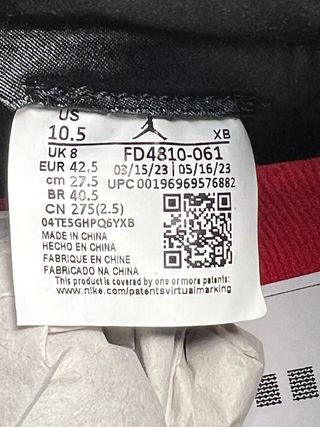 US
10.5
XB
UK 8
FD4810-061
EUR 42.5
03/15/23 | 05/16/23
cm 27.5
UPC 00196969576882
BR 40.5
CN 275(2.5)
04TE5GHPQ6YXB
MADE IN CHINA
HECHO EN CHINA
FABRIQUE EN CHINE
FABRICADO NA CHINA
This product is covered by one or more patents:
www.nike.com/patentsvirtualmarking